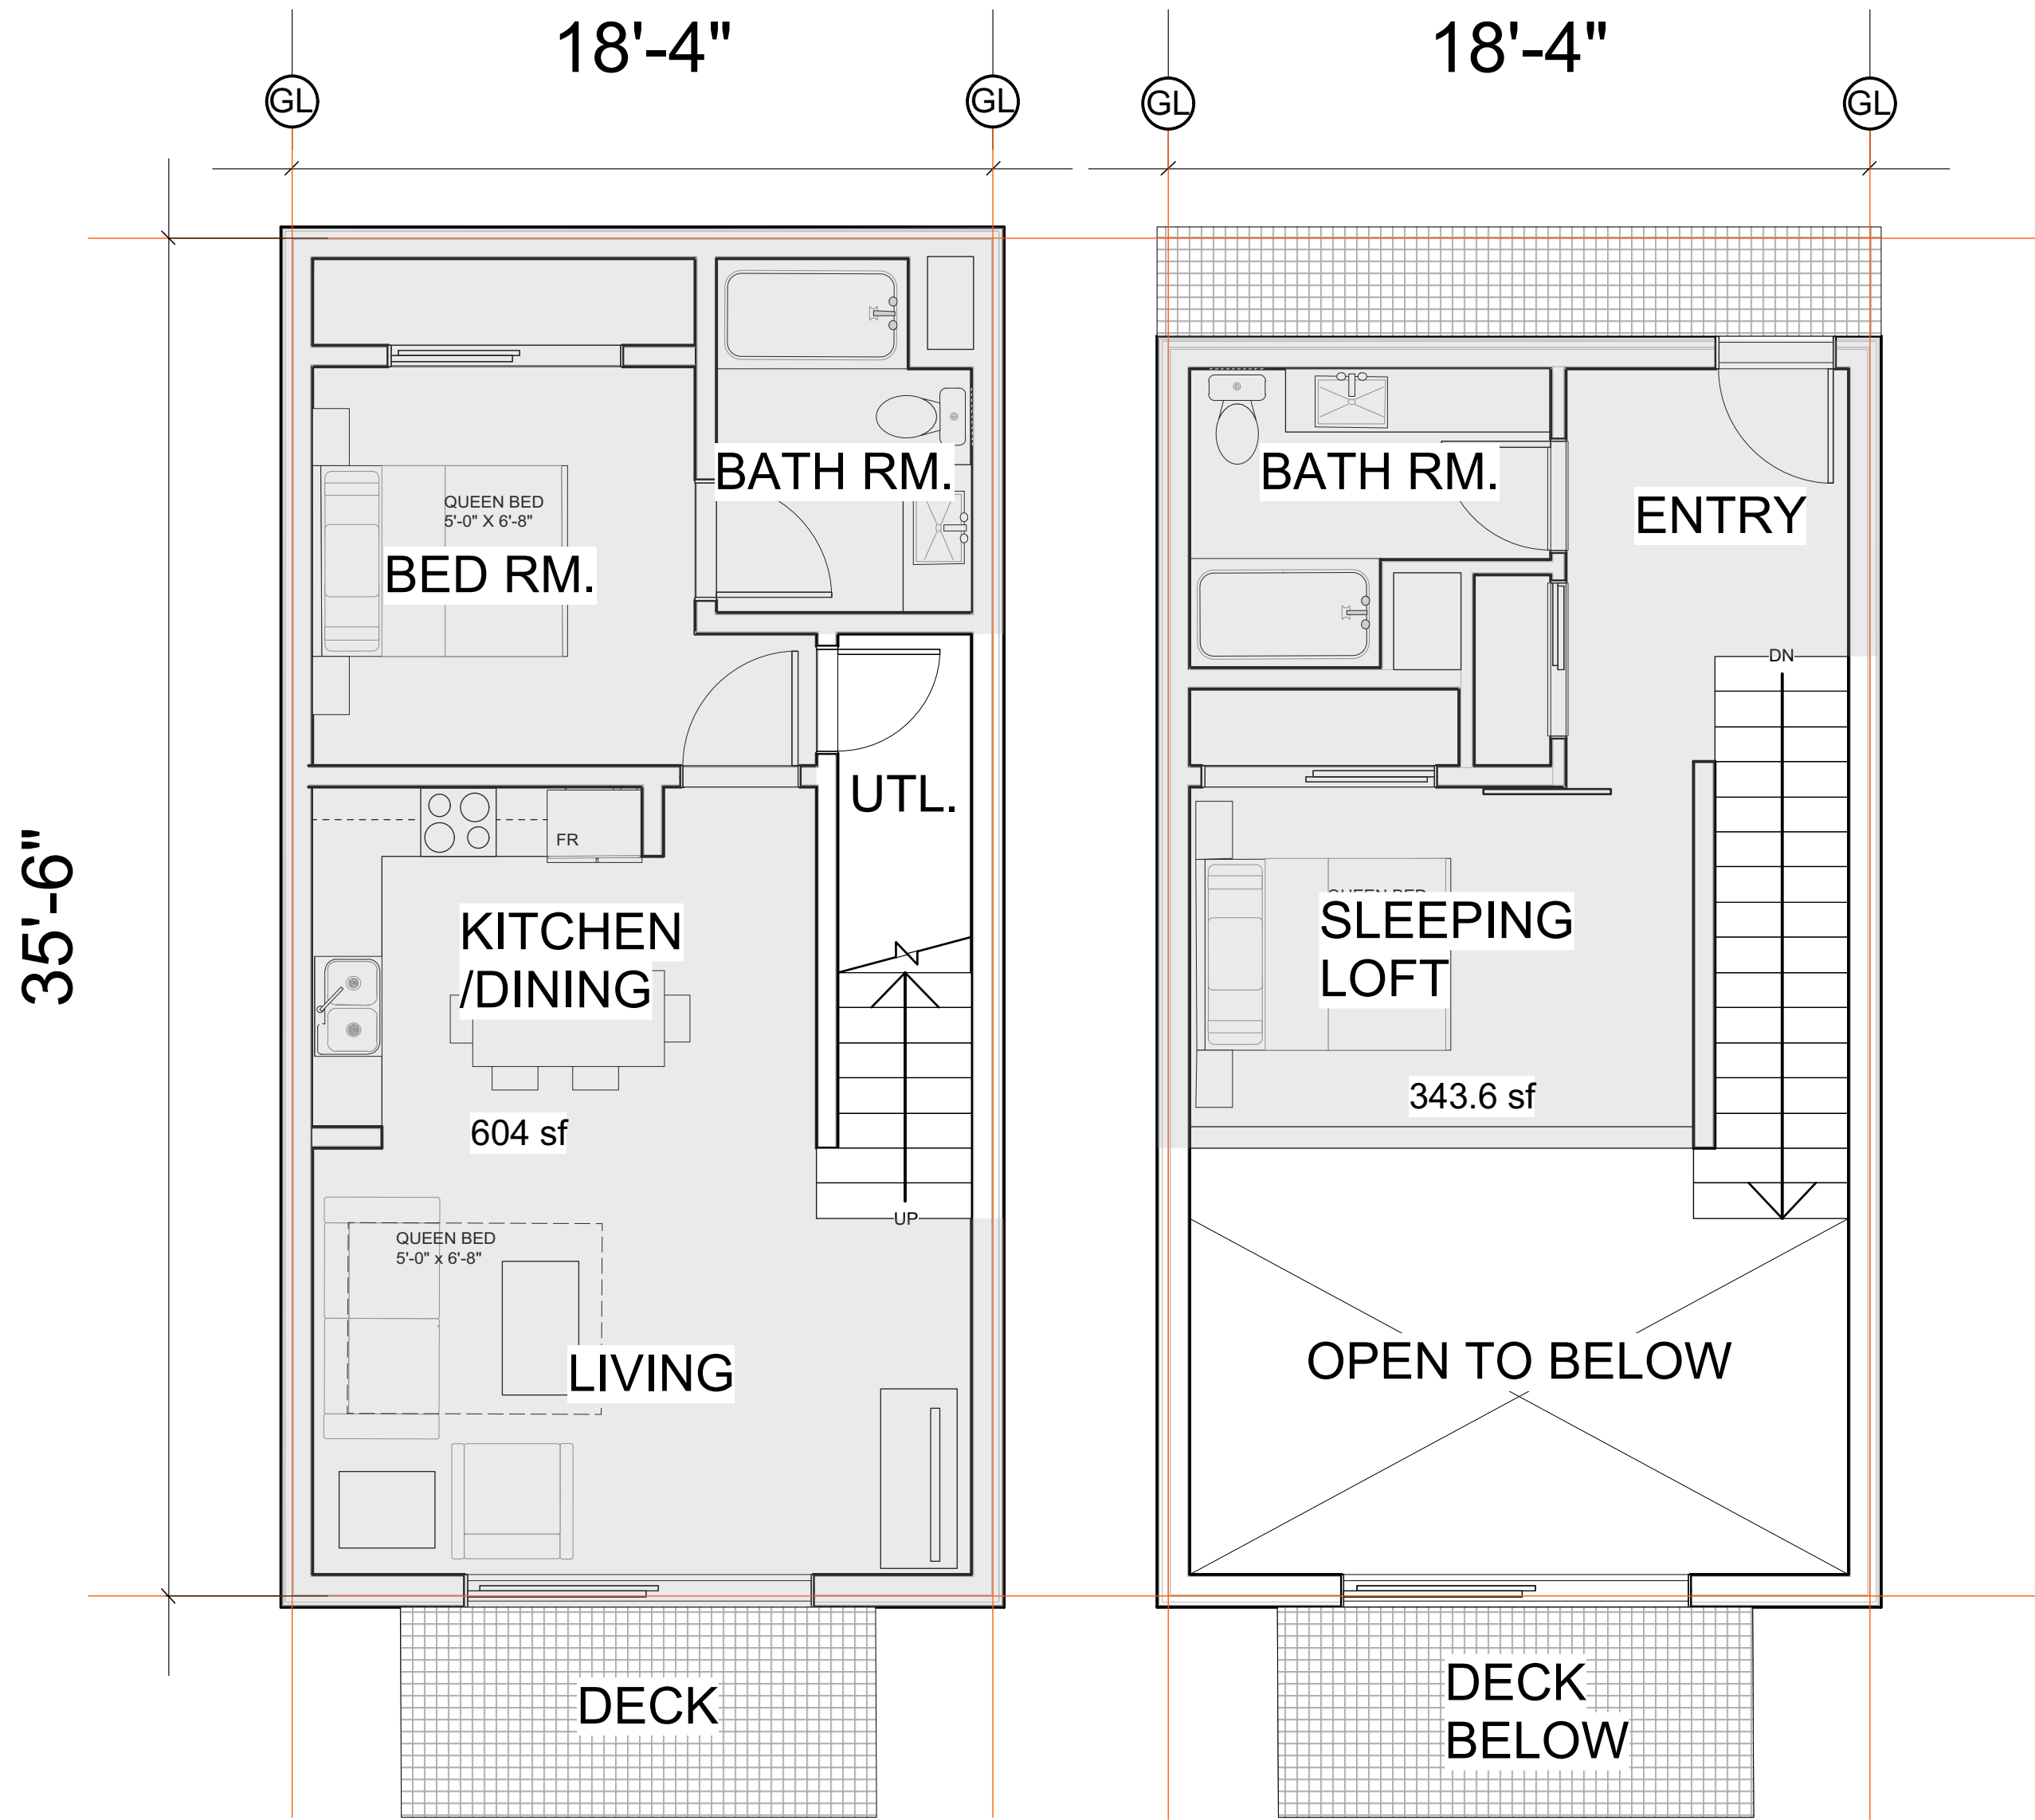 18'-4"
18'-4"
GL
GL
GL
GL
35'-6"
BATH RM.
QUEEN BED
5'-0" X 6'-8"
BED RM.
UTL.
FR
KITCHEN
/DINING
604 sf
UP
QUEEN BED
5'-0" x 6'-8"
LIVING
DECK
BATH RM.
ENTRY
DN
QUEEN BED
SLEEPING
LOFT
343.6 sf
OPEN TO BELOW
DECK
BELOW